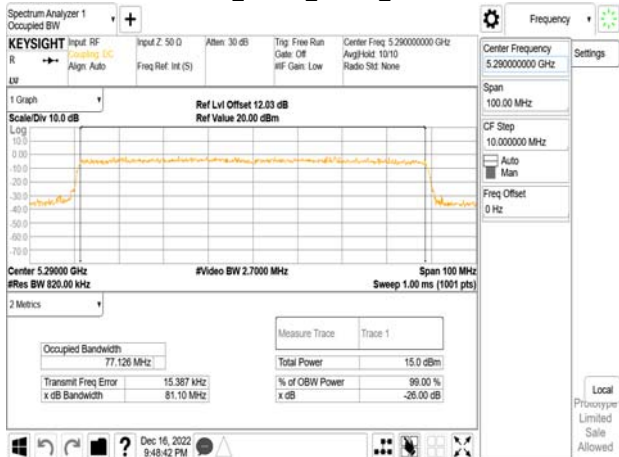 Spectrum Analyzer 1
Occupied BW
Frequency
KEYSIGHT
R
LXI
Input: RF
Coupling: DC
Align: Auto
Input Z: 50 Ω
Freq Ref: Int (S)
Atten: 30 dB
Trig: Free Run
Gate: Off
#IF Gain: Low
Center Freq: 5.290000000 GHz
Avg|Hold: 10/10
Radio Std: None
Center Frequency
5.290000000 GHz
Settings
Span
100.00 MHz
CF Step
10.000000 MHz
Auto
Man
Freq Offset
0 Hz
1 Graph
Scale/Div 10.0 dB
Ref Lvl Offset 12.03 dB
Ref Value 20.00 dBm
Log
10.0
0.00
-10.0
-20.0
-30.0
-40.0
-50.0
-60.0
-70.0
Center 5.29000 GHz
#Res BW 820.00 kHz
#Video BW 2.7000 MHz
Span 100 MHz
Sweep 1.00 ms (1001 pts)
2 Metrics
Measure Trace Trace 1
Occupied Bandwidth
77.126 MHz
Total Power 15.0 dBm
Transmit Freq Error 15.387 kHz
% of OBW Power 99.00 %
x dB Bandwidth 81.10 MHz
x dB -26.00 dB
Local
Prototype
Limited
Sale
Allowed
Dec 16, 2022
9:48:42 PM